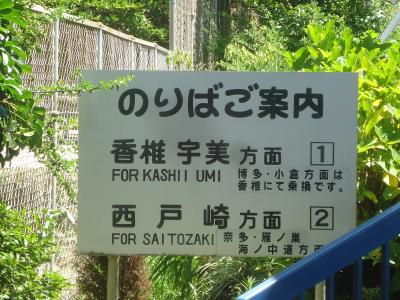 のりばご案内
香椎 宇美 方面 1
FOR KASHII UMI 博多・小倉方面は
香椎にて乗換です。
西戸崎 方面 2
FOR SAITOZAKI 奈多・雁ノ巣
海ノ中道方面